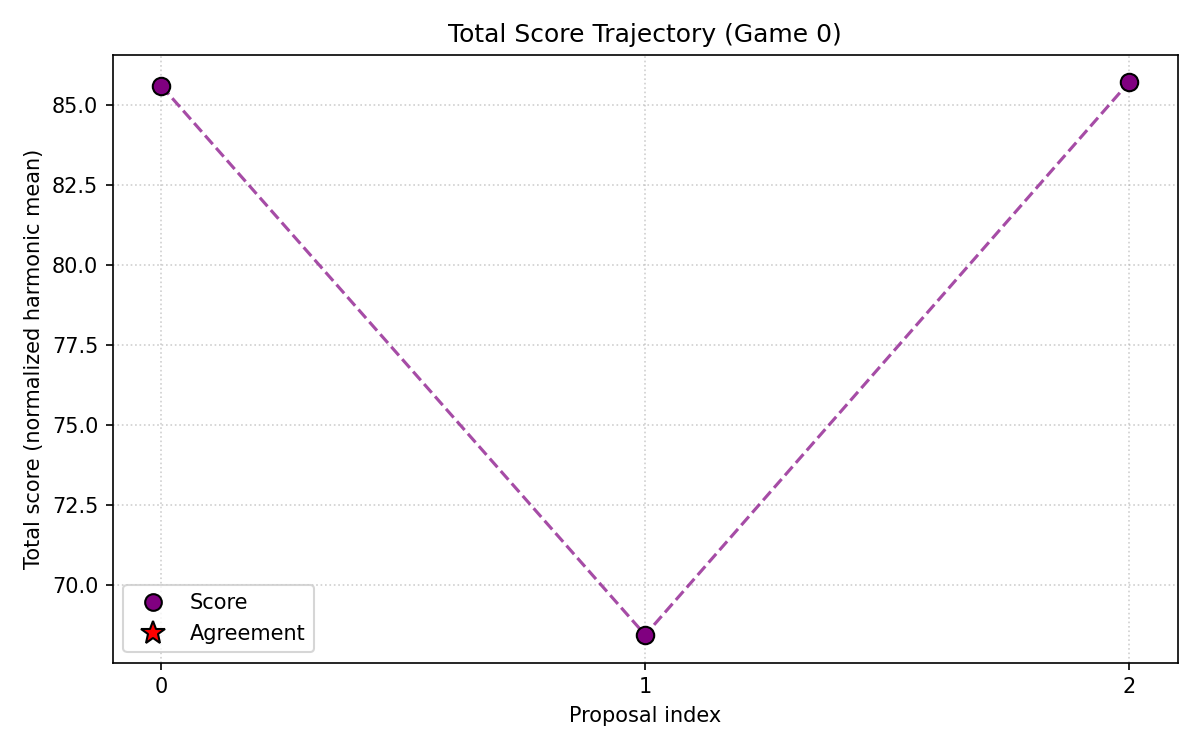 Total Score Trajectory (Game 0)
Total score (normalized harmonic mean)
85.0
82.5
80.0
77.5
75.0
72.5
70.0
Score
Agreement
0
1
2
Proposal index